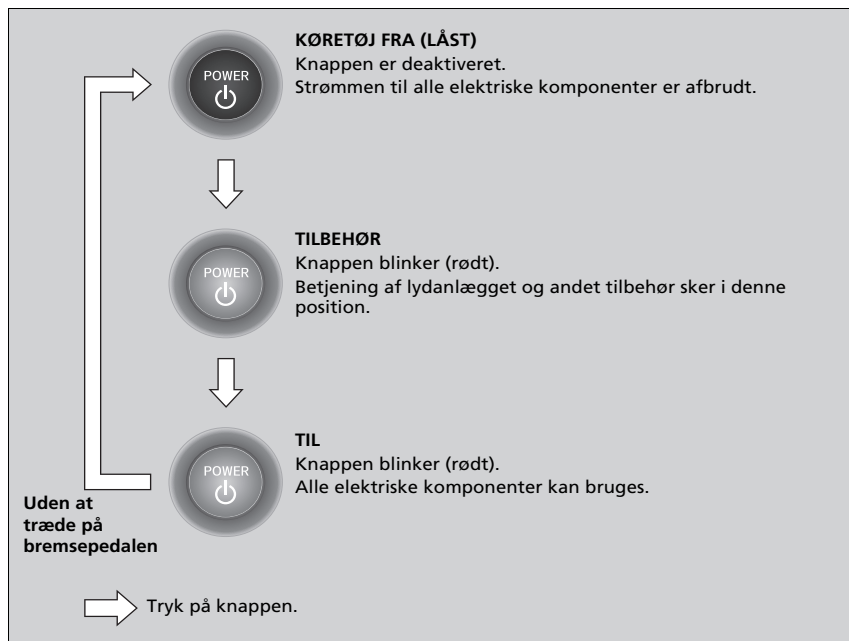 KØRETØJ FRA (LÅST)
Knappen er deaktiveret.
Strømmen til alle elektriske komponenter er afbrudt.
POWER
TILBEHØR
Knappen blinker (rødt).
Betjening af lydanlægget og andet tilbehør sker i denne
position.
POWER
TIL
Knappen blinker (rødt).
Alle elektriske komponenter kan bruges.
POWER
Uden at
træde på
bremsepedalen
Tryk på knappen.